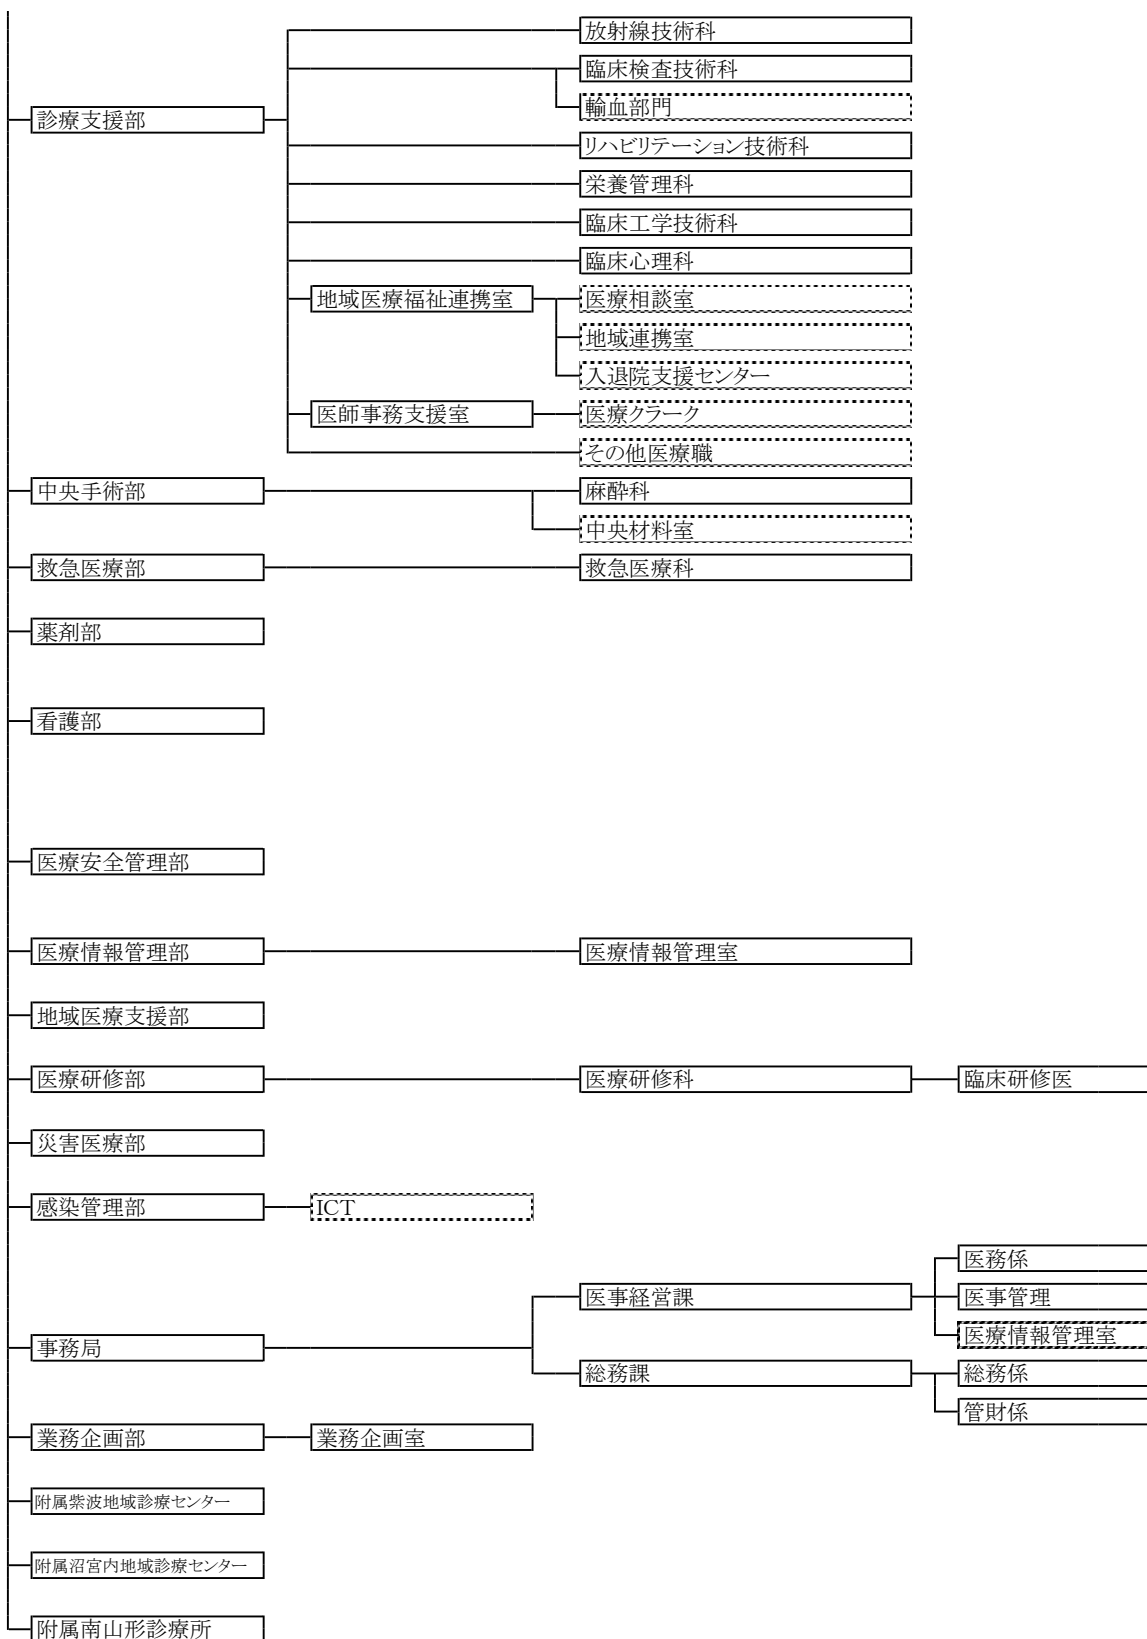 放射線技術科
臨床検査技術科
輸血部門
診療支援部
リハビリテーション技術科
栄養管理科
臨床工学技術科
臨床心理科
地域医療福祉連携室 医療相談室
地域連携室
入退院支援センター
医師事務支援室 医療クラーク
その他医療職
中央手術部 麻酔科
中央材料室
救急医療部 救急医療科
薬剤部
看護部
医療安全管理部
医療情報管理部 医療情報管理室
地域医療支援部
医療研修部 医療研修科 臨床研修医
災害医療部
感染管理部 ICT
医務係
医事経営課 医事管理
医療情報管理室
事務局
総務課 総務係
管財係
業務企画部 業務企画室
附属紫波地域診療センター
附属沼宮内地域診療センター
附属南山形診療所